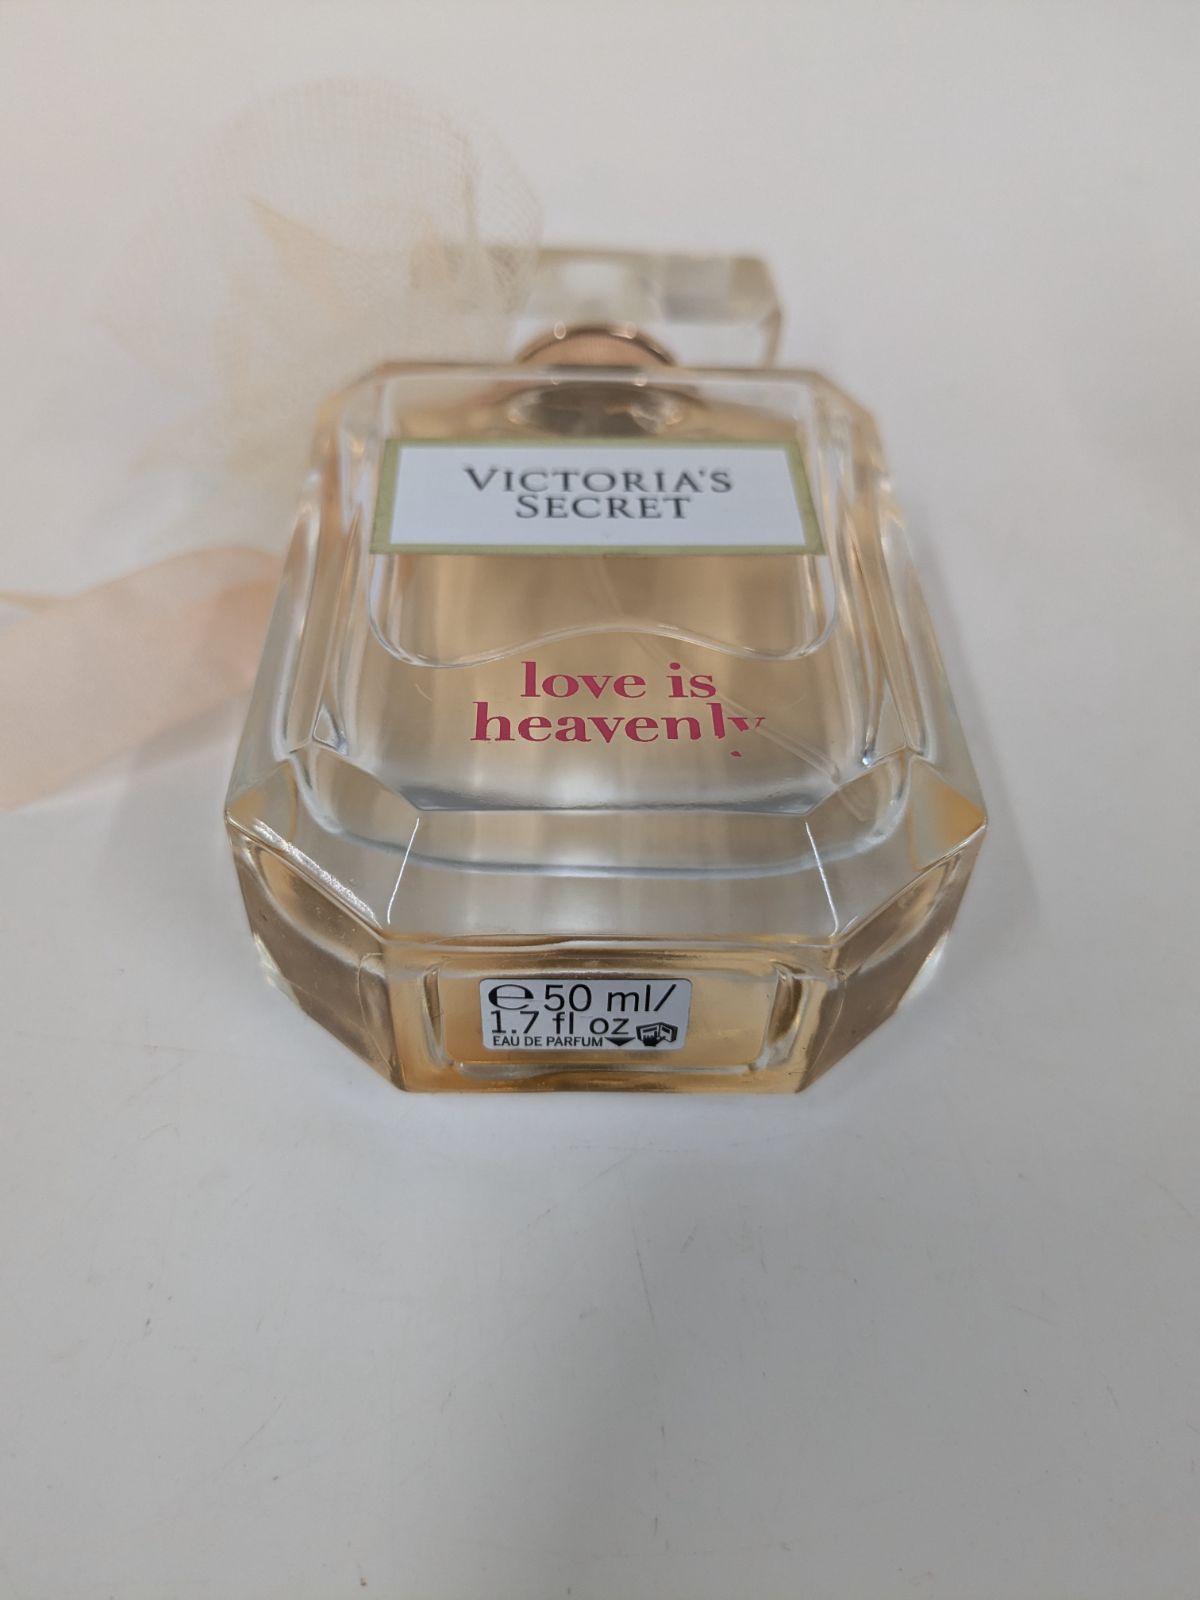 VICTORIA'S
SECRET
love is
heavenly
℮ 50 ml/
1.7 fl oz
EAU DE PARFUM